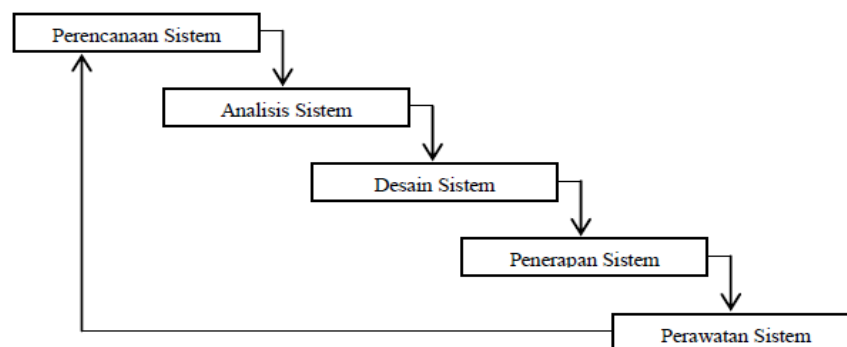 Perencanaan Sistem
Analisis Sistem
Desain Sistem
Penerapan Sistem
Perawatan Sistem